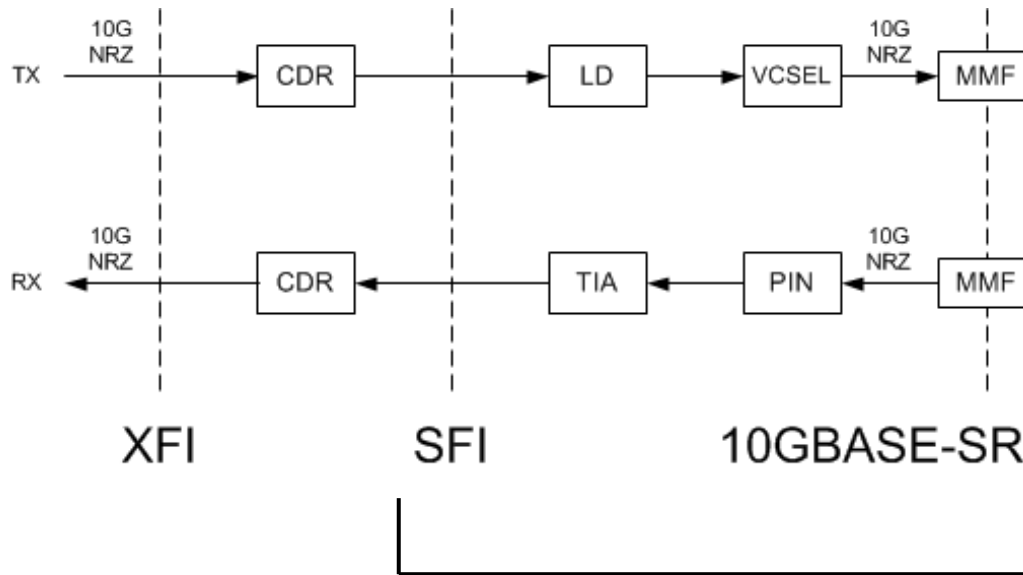 10G
NRZ
10G
NRZ
TX
CDR
LD
VCSEL
MMF
10G
NRZ
10G
NRZ
RX
CDR
TIA
PIN
MMF
XFI
SFI
10GBASE-SR